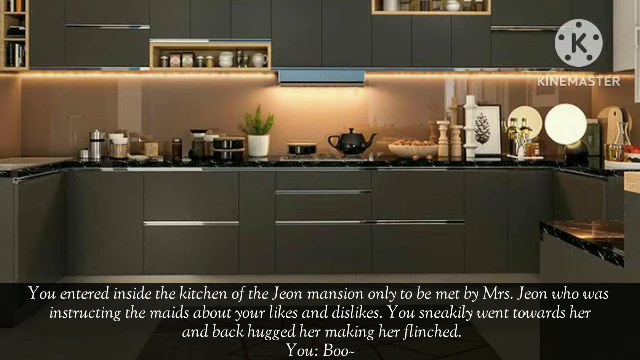 K
KINEMASTER
You entered inside the kitchen of the Jeon mansion only to be met by Mrs. Jeon who was
instructing the maids about your likes and dislikes. You sneakily went towards her
and back hugged her making her flinched.
You: Boo~